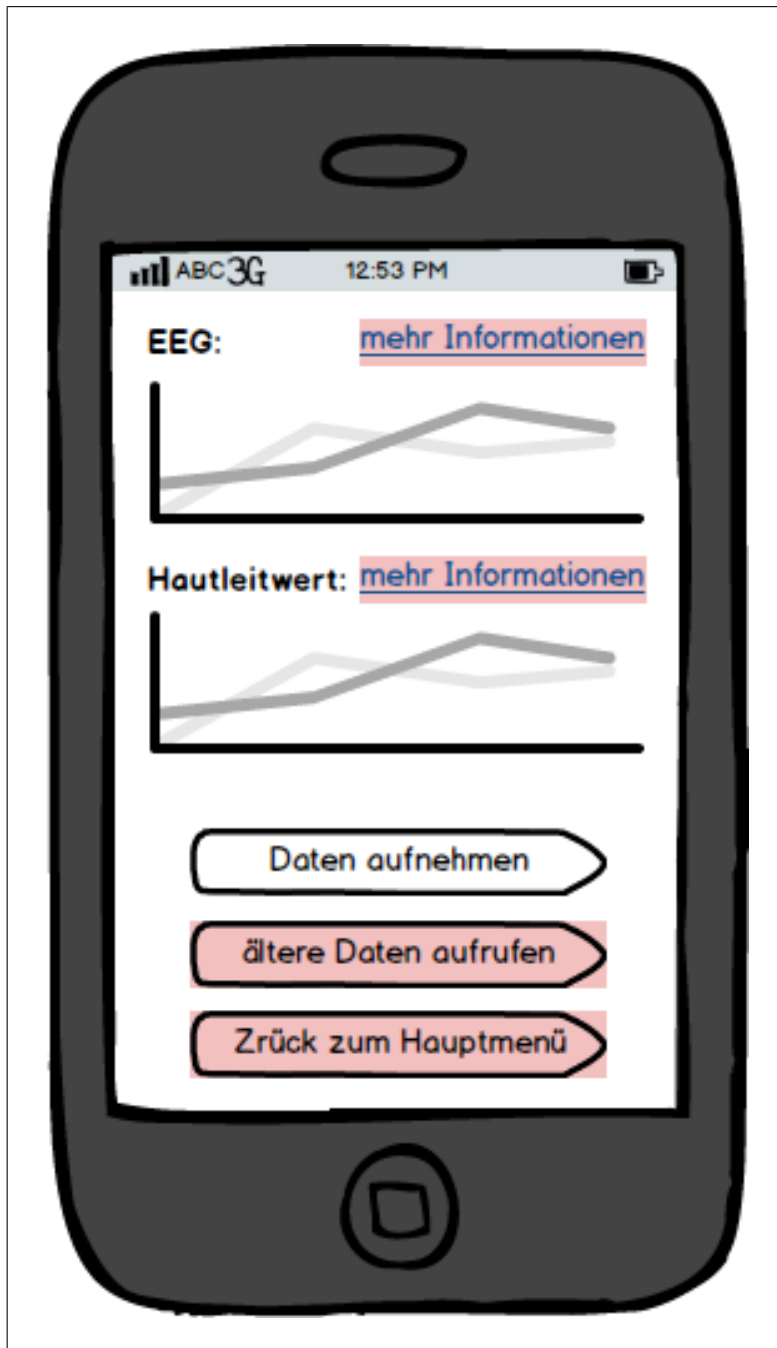 ABC 3G 12:53 PM
EEG: mehr Informationen
Hautleitwert: mehr Informationen
Daten aufnehmen
ältere Daten aufrufen
Zrück zum Hauptmenü